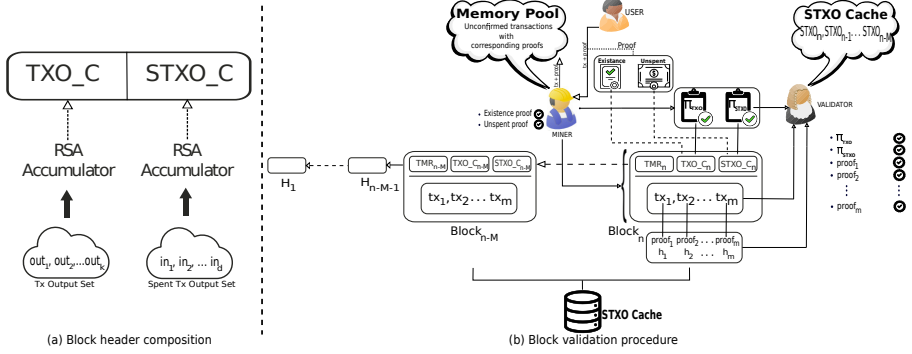 TXO_C
STXO_C
RSA
Accumulator
RSA
Accumulator
out1, out2,...outk
Tx Output Set
in1, in2, ... ind
Spent Tx Output Set
(a) Block header composition
Memory Pool
Unconfirmed transactions
with
corresponding proofs
USER
tx + proof
tx + proof
Proof
Existance
Unspent
• Existence proof
• Unspent proof
MINER
πTXO
πSTXO
STXO Cache
STXOn,STXOn-1... STXOn-M
VALIDATOR
• πTXO
• πSTXO
• proof1
• proof2
• proofm
H1
Hn-M-1
TMRn-M
TXO_Cn-M
STXO_Cn-M
tx1,tx2... txm
Blockn-M
TMRn
TXO_Cn
STXO_Cn
tx1,tx2... txm
Blockn
proof1 proof2 ... proofm
h1 h2 ... hm
STXO Cache
(b) Block validation procedure